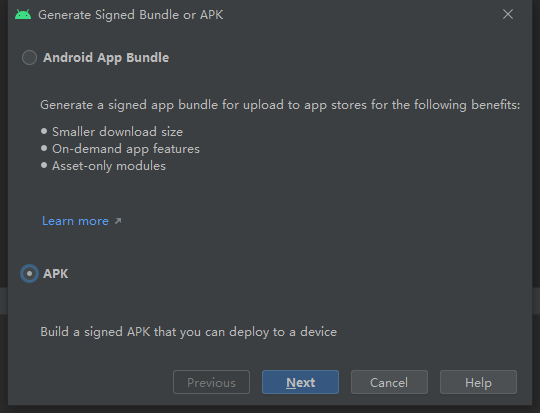 Generate Signed Bundle or APK
Android App Bundle
Generate a signed app bundle for upload to app stores for the following benefits:
• Smaller download size
• On-demand app features
• Asset-only modules
Learn more ↗
APK
Build a signed APK that you can deploy to a device
Previous Next Cancel Help